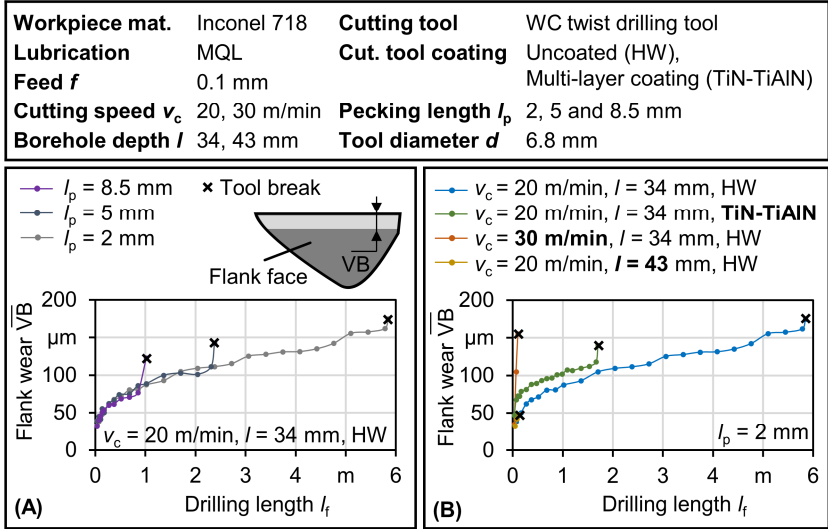 Workpiece mat. Inconel 718 Cutting tool WC twist drilling tool
Lubrication MQL Cut. tool coating Uncoated (HW),
Feed f 0.1 mm Multi-layer coating (TiN-TiAlN)
Cutting speed vc 20, 30 m/min Pecking length lp 2, 5 and 8.5 mm
Borehole depth l 34, 43 mm Tool diameter d 6.8 mm
lp = 8.5 mm × Tool break
lp = 5 mm
lp = 2 mm
Flank face
VB
Flank wear VB
200
µm
100
50
0
vc = 20 m/min, l = 34 mm, HW
0 1 2 3 4 m 6
Drilling length lf
(A)
vc = 20 m/min, l = 34 mm, HW
vc = 20 m/min, l = 34 mm, TiN-TiAlN
vc = 30 m/min, l = 34 mm, HW
vc = 20 m/min, l = 43 mm, HW
Flank wear VB
200
µm
100
50
0
lp = 2 mm
0 1 2 3 4 m 6
Drilling length lf
(B)